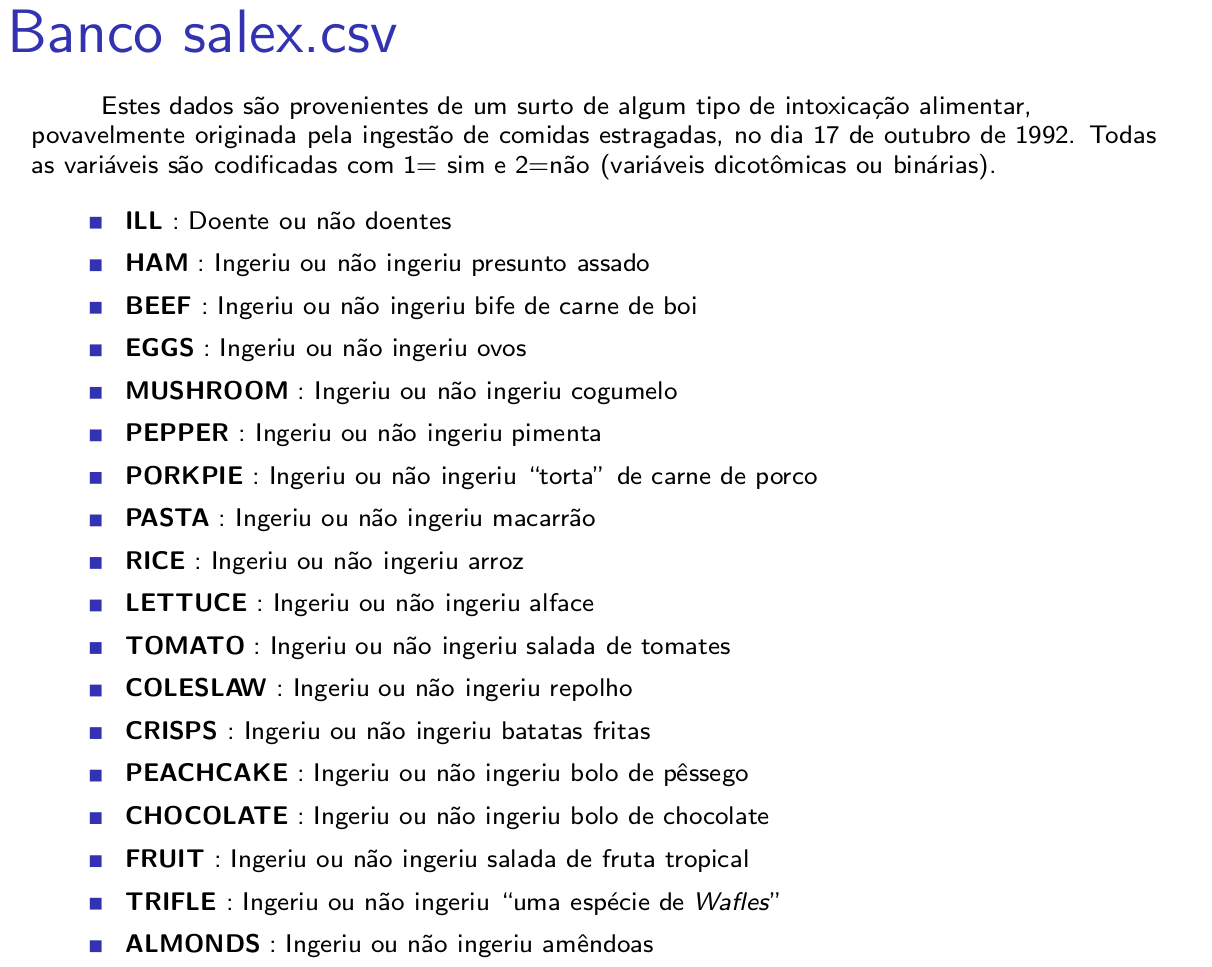 Banco salex.csv
Estes dados são provenientes de um surto de algum tipo de intoxicação alimentar,
povavelmente originada pela ingestão de comidas estragadas, no dia 17 de outubro de 1992. Todas
as variáveis são codificadas com 1= sim e 2=não (variáveis dicotômicas ou binárias).
ILL : Doente ou não doentes
HAM : Ingeriu ou não ingeriu presunto assado
BEEF : Ingeriu ou não ingeriu bife de carne de boi
EGGS : Ingeriu ou não ingeriu ovos
MUSHROOM : Ingeriu ou não ingeriu cogumelo
PEPPER : Ingeriu ou não ingeriu pimenta
PORKPIE : Ingeriu ou não ingeriu “torta” de carne de porco
PASTA : Ingeriu ou não ingeriu macarrão
RICE : Ingeriu ou não ingeriu arroz
LETTUCE : Ingeriu ou não ingeriu alface
TOMATO : Ingeriu ou não ingeriu salada de tomates
COLESLAW : Ingeriu ou não ingeriu repolho
CRISPS : Ingeriu ou não ingeriu batatas fritas
PEACHCAKE : Ingeriu ou não ingeriu bolo de pêssego
CHOCOLATE : Ingeriu ou não ingeriu bolo de chocolate
FRUIT : Ingeriu ou não ingeriu salada de fruta tropical
TRIFLE : Ingeriu ou não ingeriu “uma espécie de Wafles”
ALMONDS : Ingeriu ou não ingeriu amêndoas